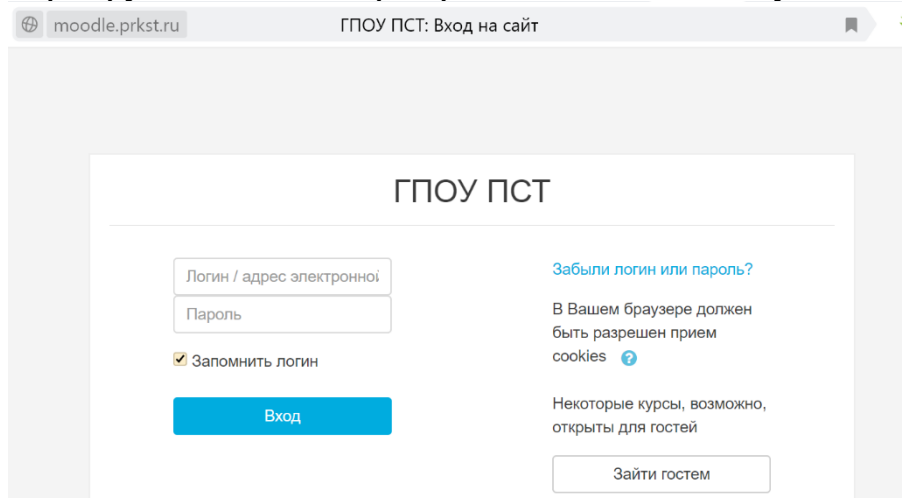 moodle.prkst.ru ГПОУ ПСТ: Вход на сайт
ГПОУ ПСТ
Логин / адрес электронной
Пароль
Запомнить логин
Вход
Забыли логин или пароль?
В Вашем браузере должен
быть разрешен прием
cookies ?
Некоторые курсы, возможно,
открыты для гостей
Зайти гостем